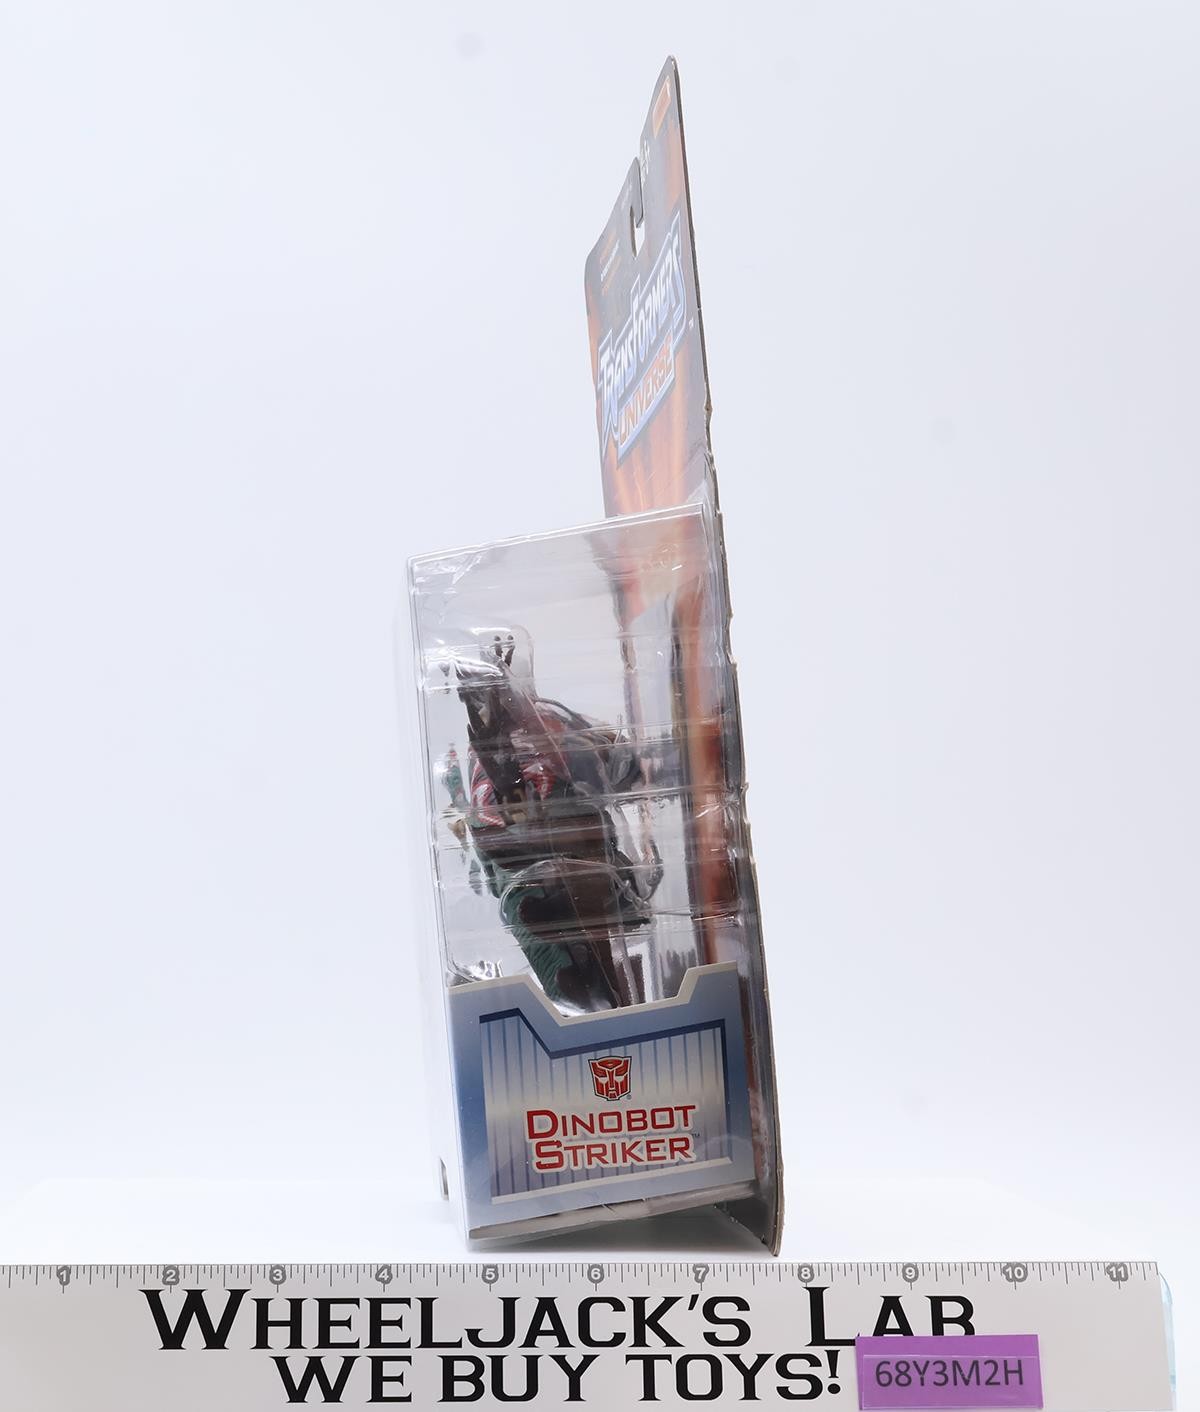 TRANSFORMERS
UNIVERSE
DINOBOT
STRIKER™
1 2 3 4 5 6 7 8 9 10 11
WHEELJACK'S LAB
WE BUY TOYS!
68Y3M2H